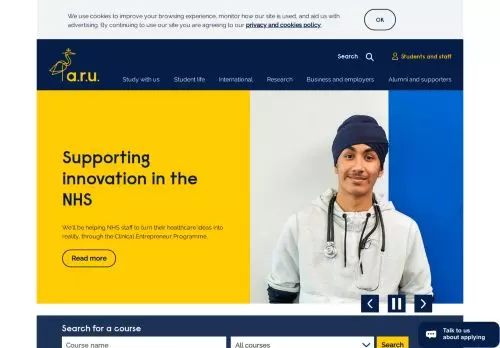 We use cookies to improve your browsing experience, monitor how our site is used, and aid us with
advertising. By continuing to use our site you are agreeing to our privacy and cookies policy.
OK
Search
Students and staff
a.r.u.
Study with us
Student life
International
Research
Business and employers
Alumni and supporters
Supporting
innovation in the
NHS
We'll be helping NHS staff to turn their healthcare ideas into
reality, through the Clinical Entrepreneur Programme.
Read more
Search for a course
Course name
All courses
Search
Talk to us
about applying